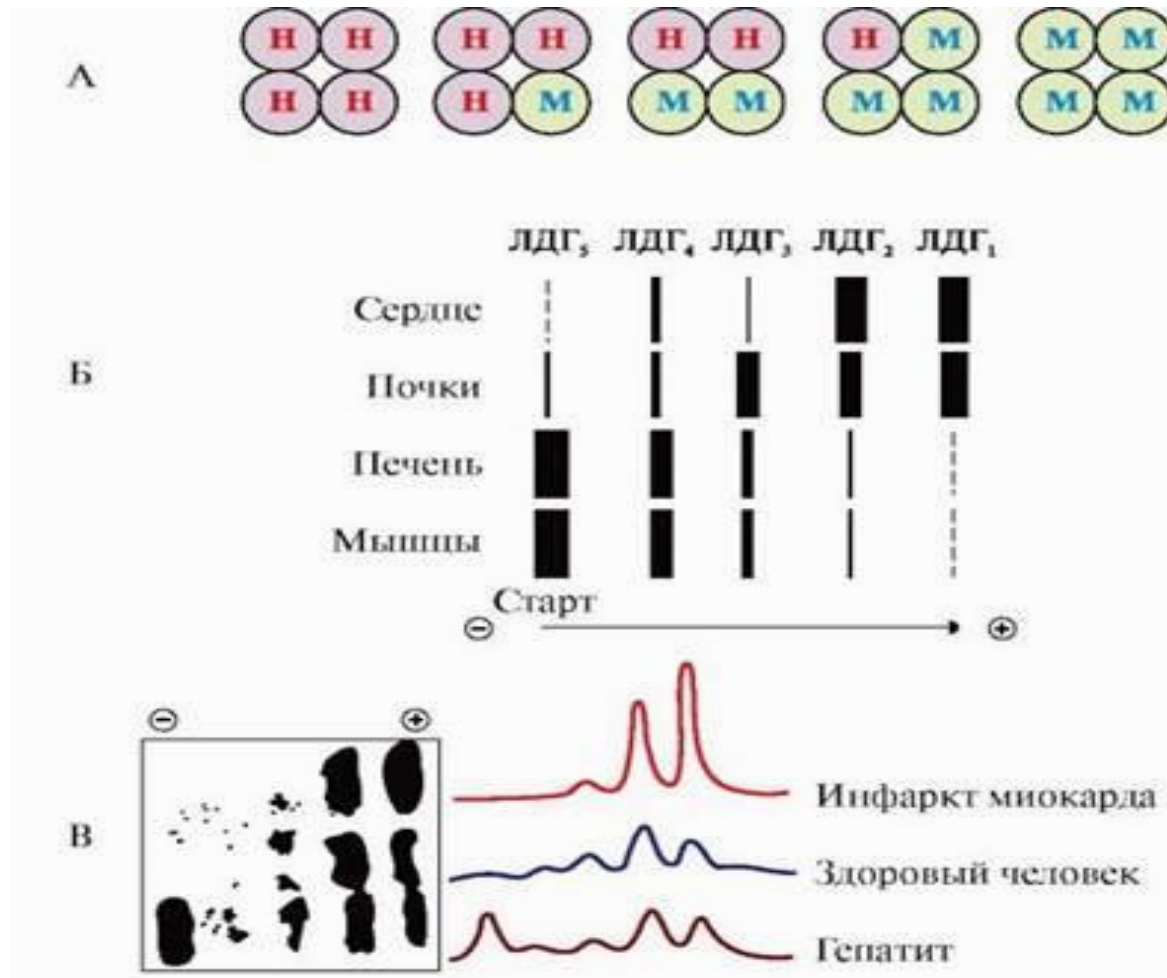 H H H H H H H M M M
А
H H H M M M M M M M
ЛДГ₅ ЛДГ₄ ЛДГ₃ ЛДГ₂ ЛДГ₁
Сердце
Почки
Б
Печень
Мышцы
Старт
⊖ ⊕
⊖ ⊕
Инфаркт миокарда
В
Здоровый человек
Гепатит